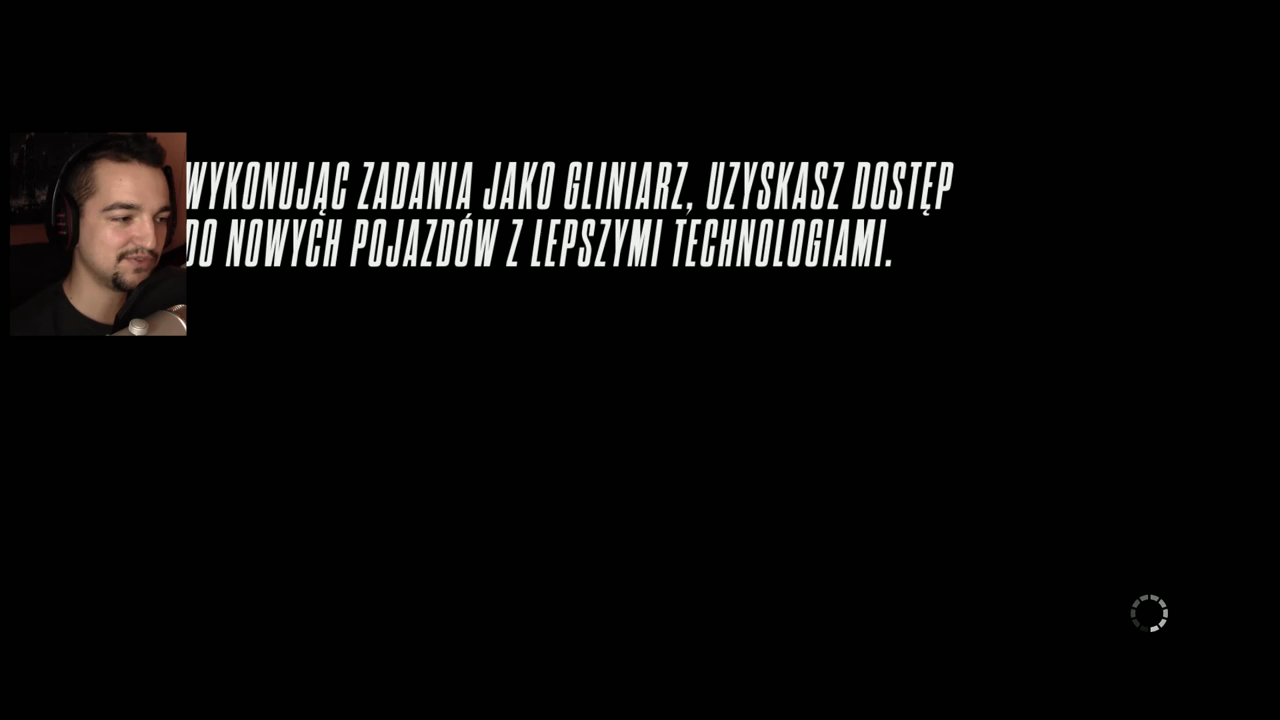 WYKONUJĄC ZADANIA JAKO GLINIARZ, UZYSKASZ DOSTĘP
DO NOWYCH POJAZDÓW Z LEPSZYMI TECHNOLOGIAMI.